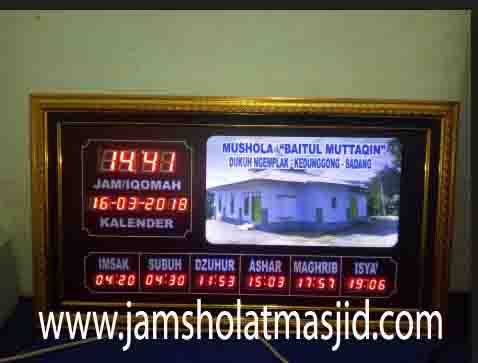 MUSHOLA "BAITUL MUTTAQIN"
DUKUH NGEMPLAK ; KEDUNGGONG - SADANG
14:41
JAM/IQOMAH
16-03-2018
KALENDER
IMSAK SUBUH DZUHUR ASHAR MAGHRIB ISYA'
04:20 04:30 11:53 15:03 17:57 19:06
www.jamsholatmasjid.com